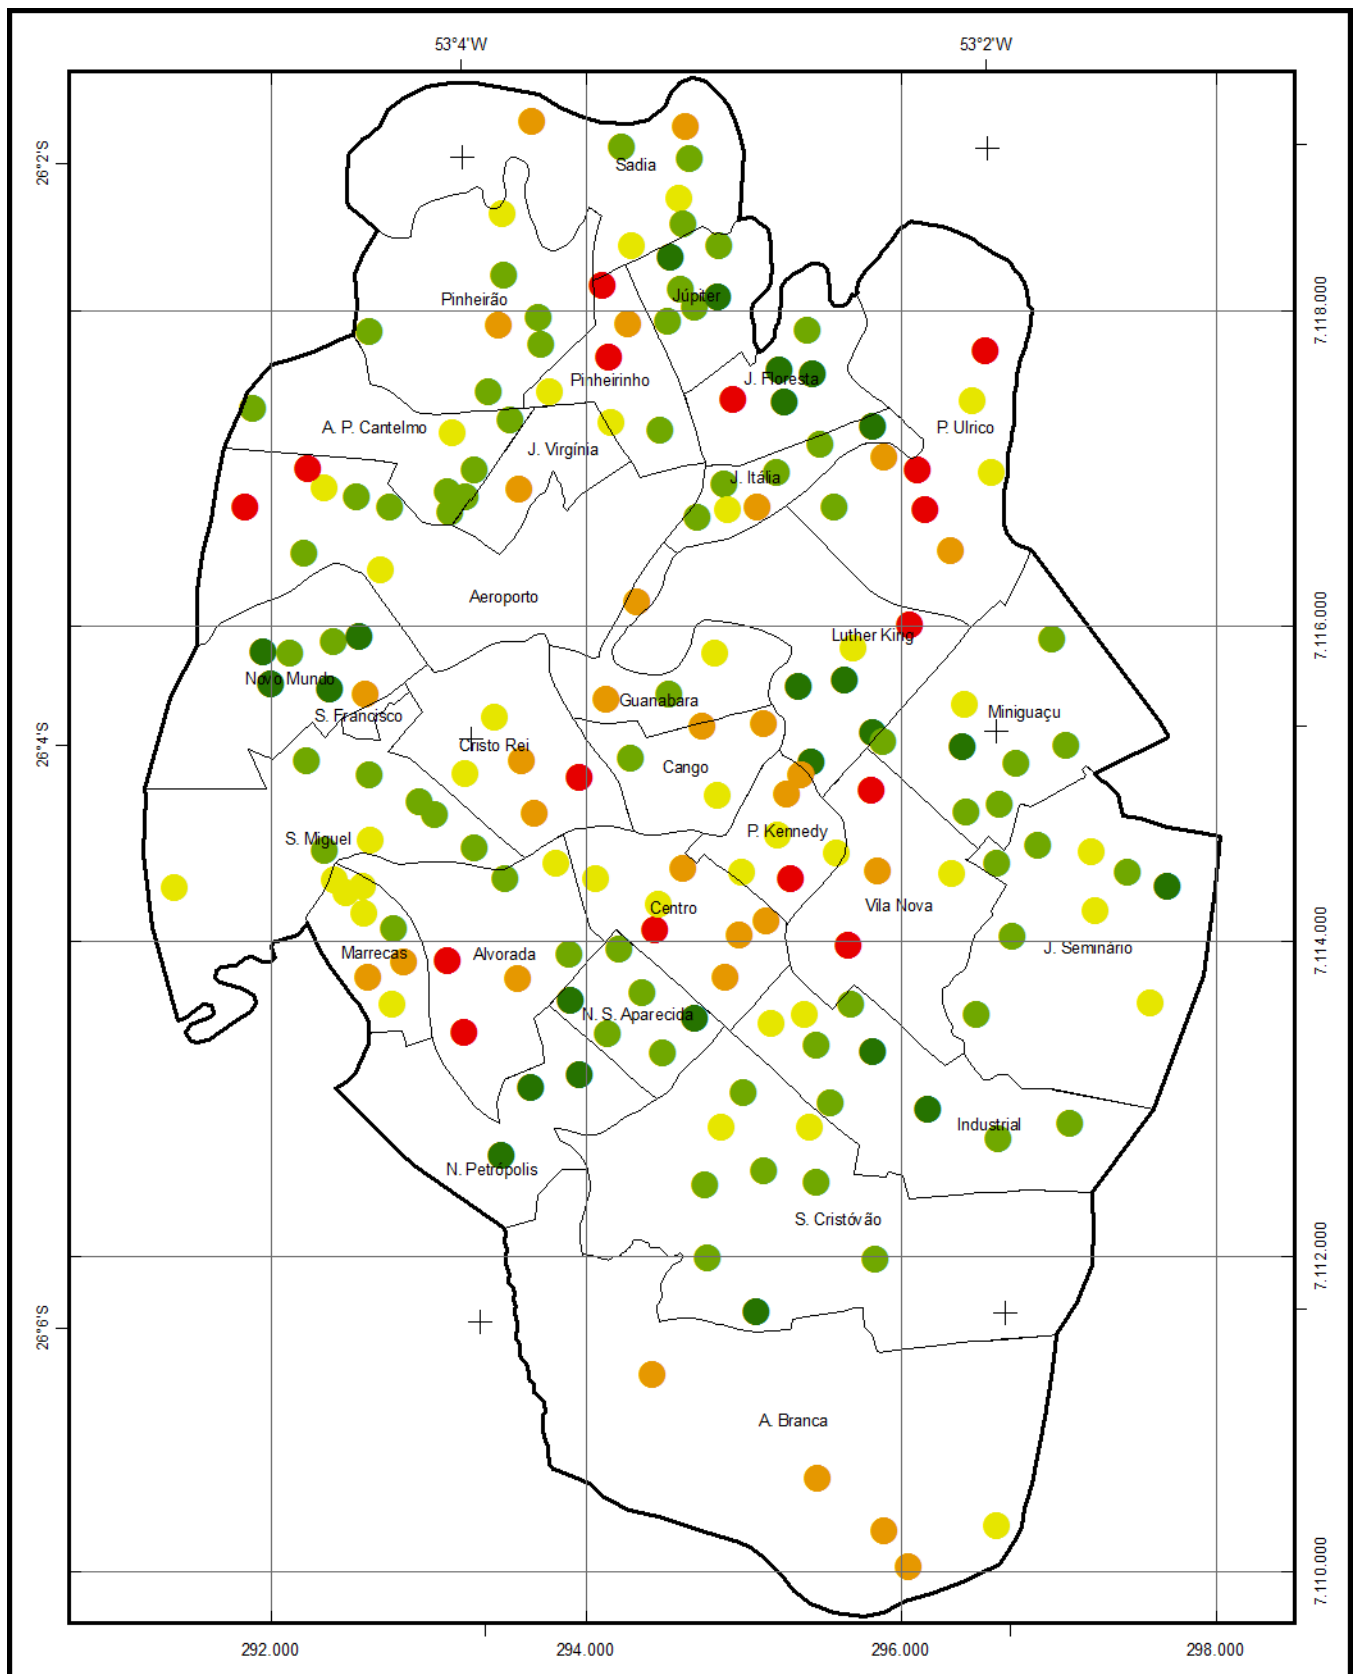 53°4'W
53°2'W
26°2'S
Sadia
Pinheirão
Júpiter
7.118.000
Pinheirinho
J. Floresta
A. P. Cantelmo
P. Ulrico
J. Virgínia
J. Itália
Aeroporto
7.116.000
Luther King
Novo Mundo
S. Francisco
Guanabara
Miniguaçu
26°4'S
Cristo Rei
Cango
P. Kennedy
S. Miguel
Vila Nova
Centro
7.114.000
Marrecas
Alvorada
J. Seminário
N. S. Aparecida
Industrial
N. Petrópolis
S. Cristóvão
7.112.000
26°6'S
A. Branca
7.110.000
292.000
294.000
296.000
298.000